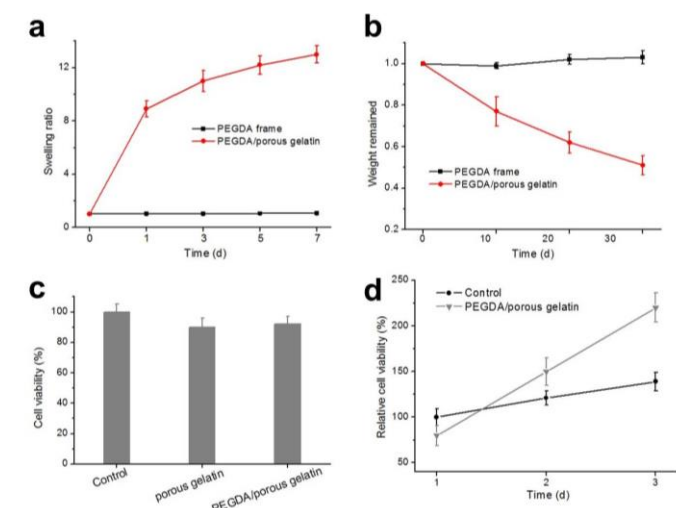 a
12
8
4
0
Swelling ratio
PEGDA frame
PEGDA/porous gelatin
0 1 3 5 7
Time (d)
b
1.0
0.8
0.6
0.4
0.2
Weight remained
PEGDA frame
PEGDA/porous gelatin
0 10 20 30
Time (d)
c
100
80
60
40
20
0
Cell viability (%)
Control
porous gelatin
PEGDA/porous gelatin
d
250
200
150
100
50
Relative cell viability (%)
Control
PEGDA/porous gelatin
1 2 3
Time (d)